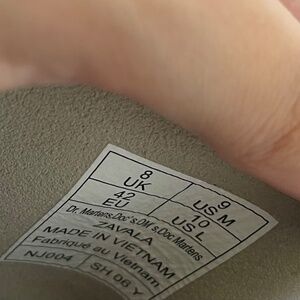 8 UK 9 US M
42 EU 10 US L
Dr. Martens.Doc's.DM's.Doc Martens
ZAVALA
MADE IN VIETNAM
Fabriqué au Vietnam
NJ004 SH 06 Y